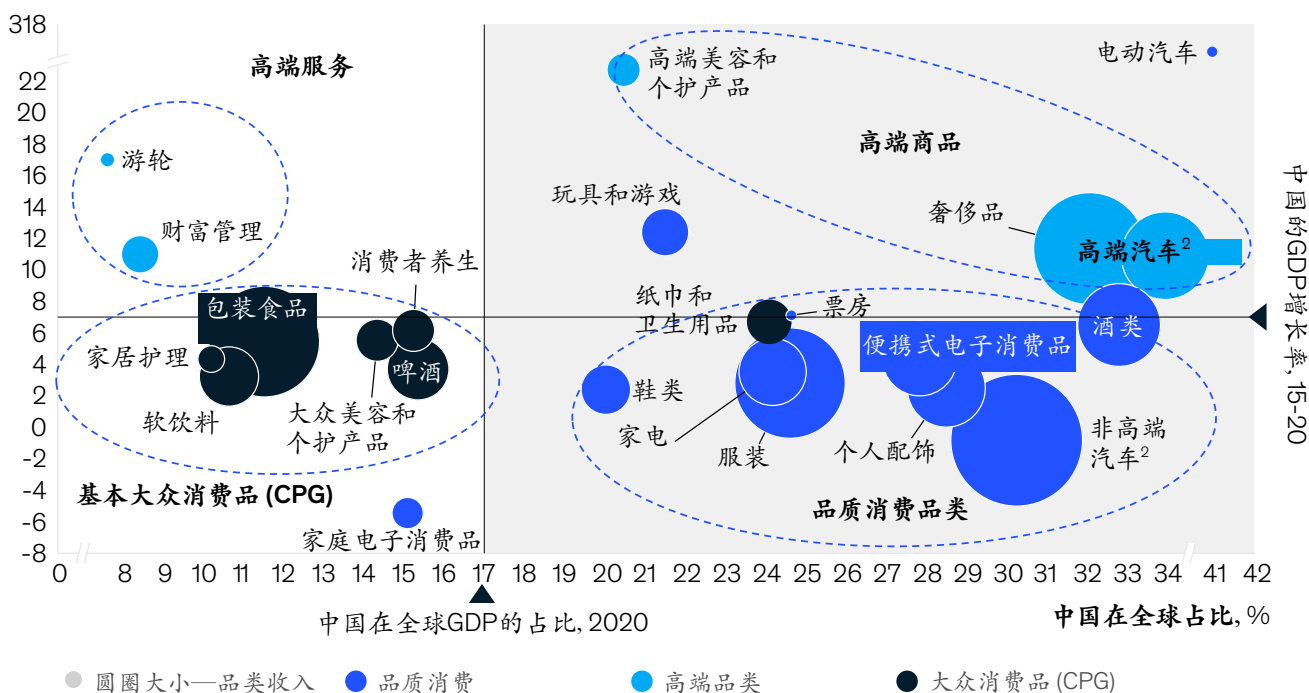 318
22
20
18
16
14
12
10
8
6
4
2
0
-2
-4
-6
-8
高端服务
游轮
财富管理
高端美容和
个护产品
电动汽车
高端商品
玩具和游戏
奢侈品
高端汽车2
消费者养生
包装食品
家居护理
软饮料
啤酒
大众美容和
个护产品
基本大众消费品 (CPG)
家庭电子消费品
纸巾和
卫生用品
票房
酒类
便携式电子消费品
鞋类
家电
服装
个人配饰
非高端
汽车2
品质消费品类
中国的GDP增长率, 15-20
0 8 10 11 12 13 14 15 16 17 20 21 22 23 24 26 27 28 29 30 31 32 33 34 41 42
中国在全球GDP的占比, 2020
中国在全球占比, %
圆圈大小—品类收入
品质消费
高端品类
大众消费品 (CPG)